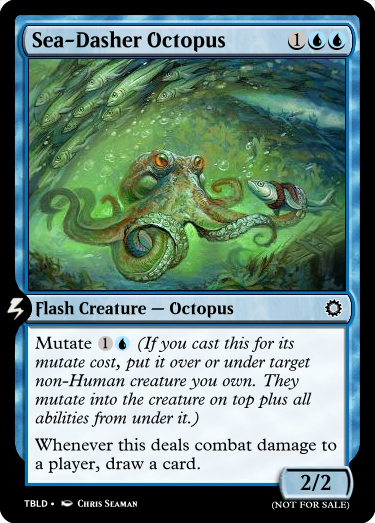 Sea-Dasher Octopus 1
Flash Creature — Octopus
Mutate 1 (If you cast this for its
mutate cost, put it over or under target
non-Human creature you own. They
mutate into the creature on top plus all
abilities from under it.)
Whenever this deals combat damage to
a player, draw a card.
2/2
TBLD • Chris Seaman
(NOT FOR SALE)